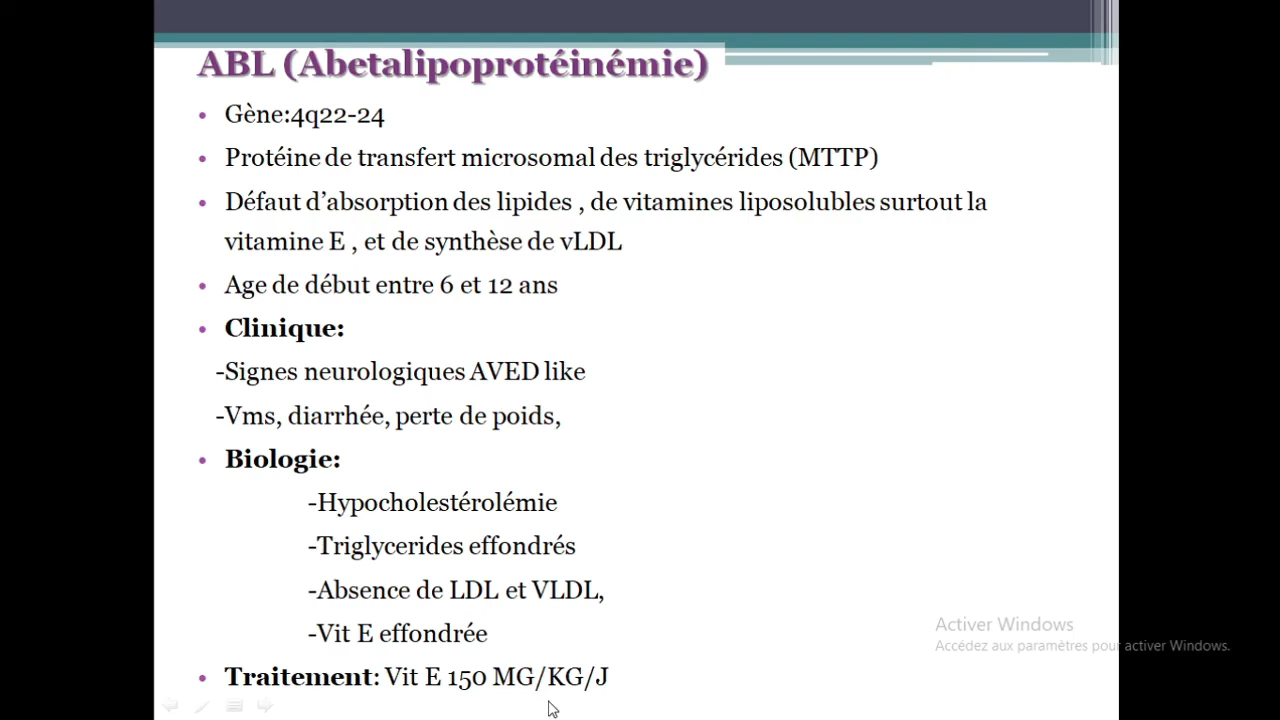 ABL (Abetalipoprotéinémie)
• Gène:4q22-24
• Protéine de transfert microsomal des triglycérides (MTTP)
• Défaut d’absorption des lipides , de vitamines liposolubles surtout la
vitamine E , et de synthèse de vLDL
• Age de début entre 6 et 12 ans
• Clinique:
-Signes neurologiques AVED like
-Vms, diarrhée, perte de poids,
• Biologie:
-Hypocholestérolémie
-Triglycerides effondrés
-Absence de LDL et VLDL,
-Vit E effondrée
• Traitement: Vit E 150 MG/KG/J
Activer Windows
Accédez aux paramètres pour activer Windows.